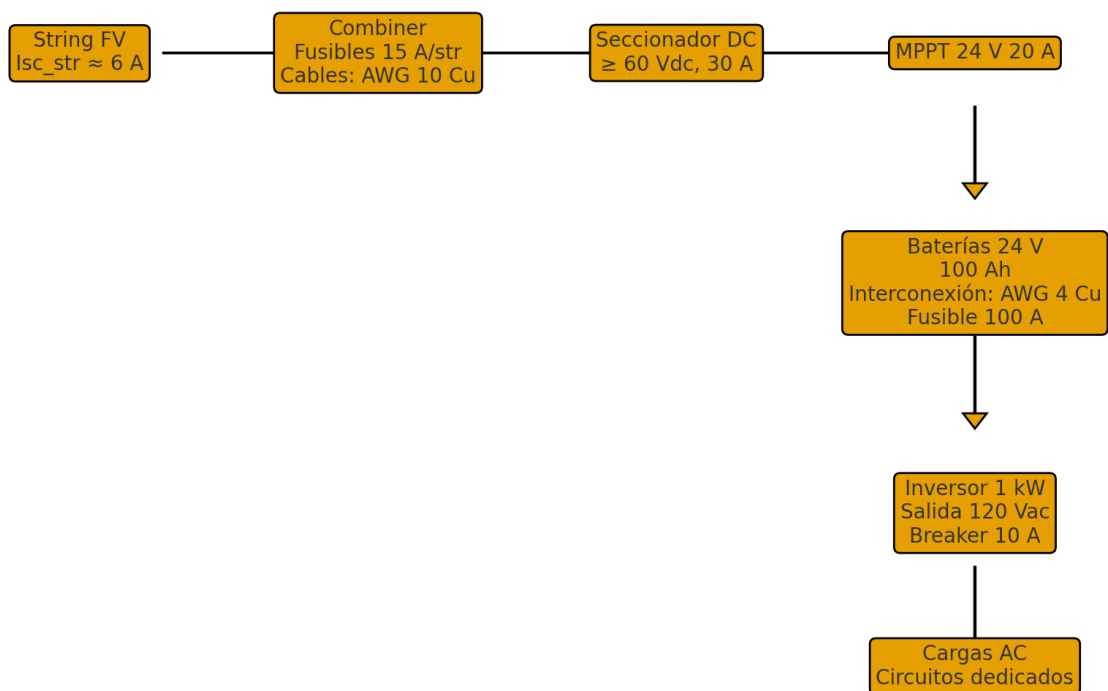 String FV
Isc_str ≈ 6 A
Combiner
Fusibles 15 A/str
Cables: AWG 10 Cu
Seccionador DC
≥ 60 Vdc, 30 A
MPPT 24 V 20 A
Baterías 24 V
100 Ah
Interconexión: AWG 4 Cu
Fusible 100 A
Inversor 1 kW
Salida 120 Vac
Breaker 10 A
Cargas AC
Circuitos dedicados